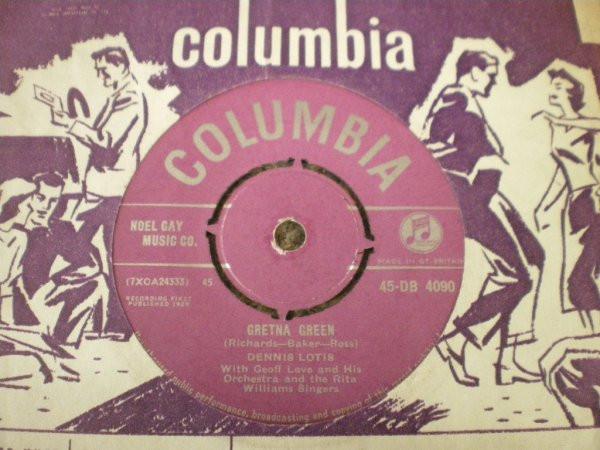 columbia
COLUMBIA
NOEL GAY
MUSIC CO.
MADE IN GT. BRITAIN
(7XCA24333) 45
45-DB 4090
RECORDING FIRST
PUBLISHED 1959
GRETNA GREEN
(Richards—Baker—Ross)
DENNIS LOTIS
With Geoff Love and His
Orchestra and the Rita
Williams Singers
public performance, broadcasting and copying of this record